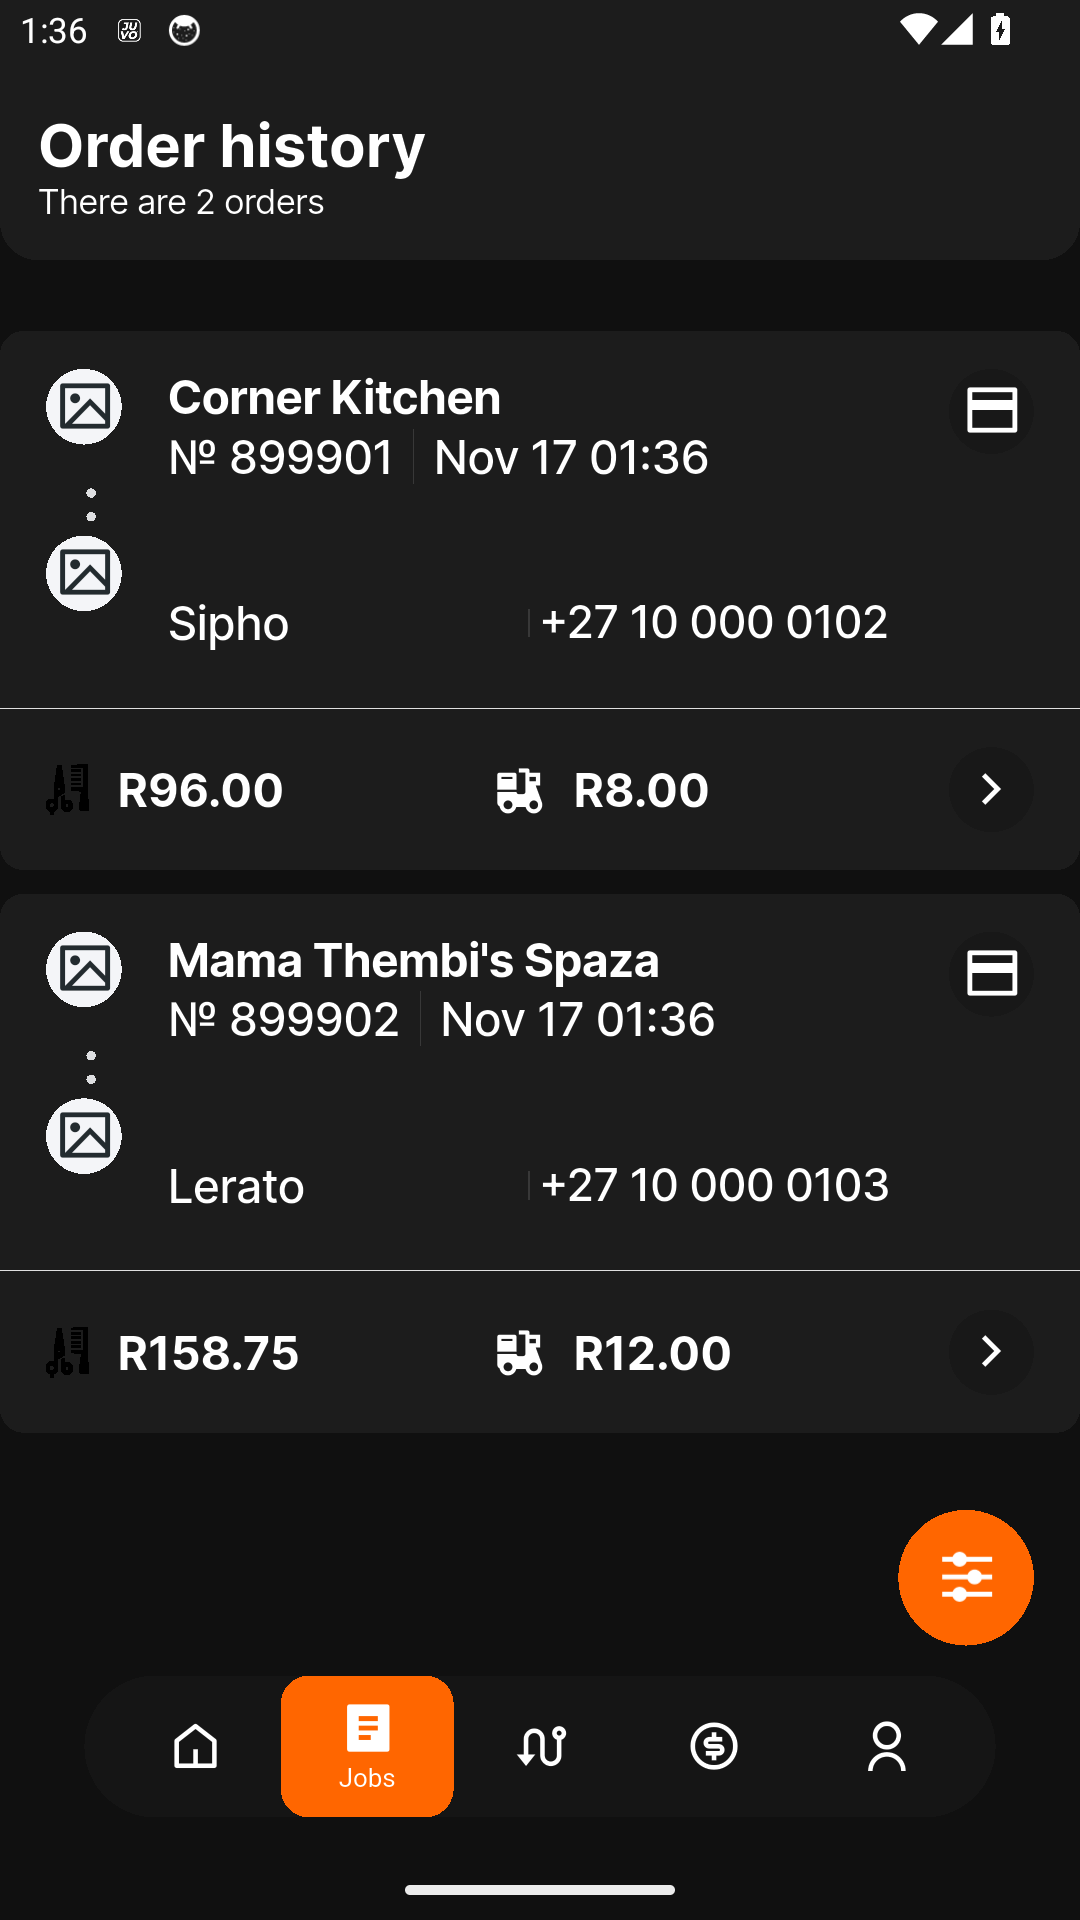 1:36
JUVO
Order history
There are 2 orders
Corner Kitchen
№ 899901 Nov 17 01:36
Sipho +27 10 000 0102
R96.00 R8.00
Mama Thembi's Spaza
№ 899902 Nov 17 01:36
Lerato +27 10 000 0103
R158.75 R12.00
Jobs